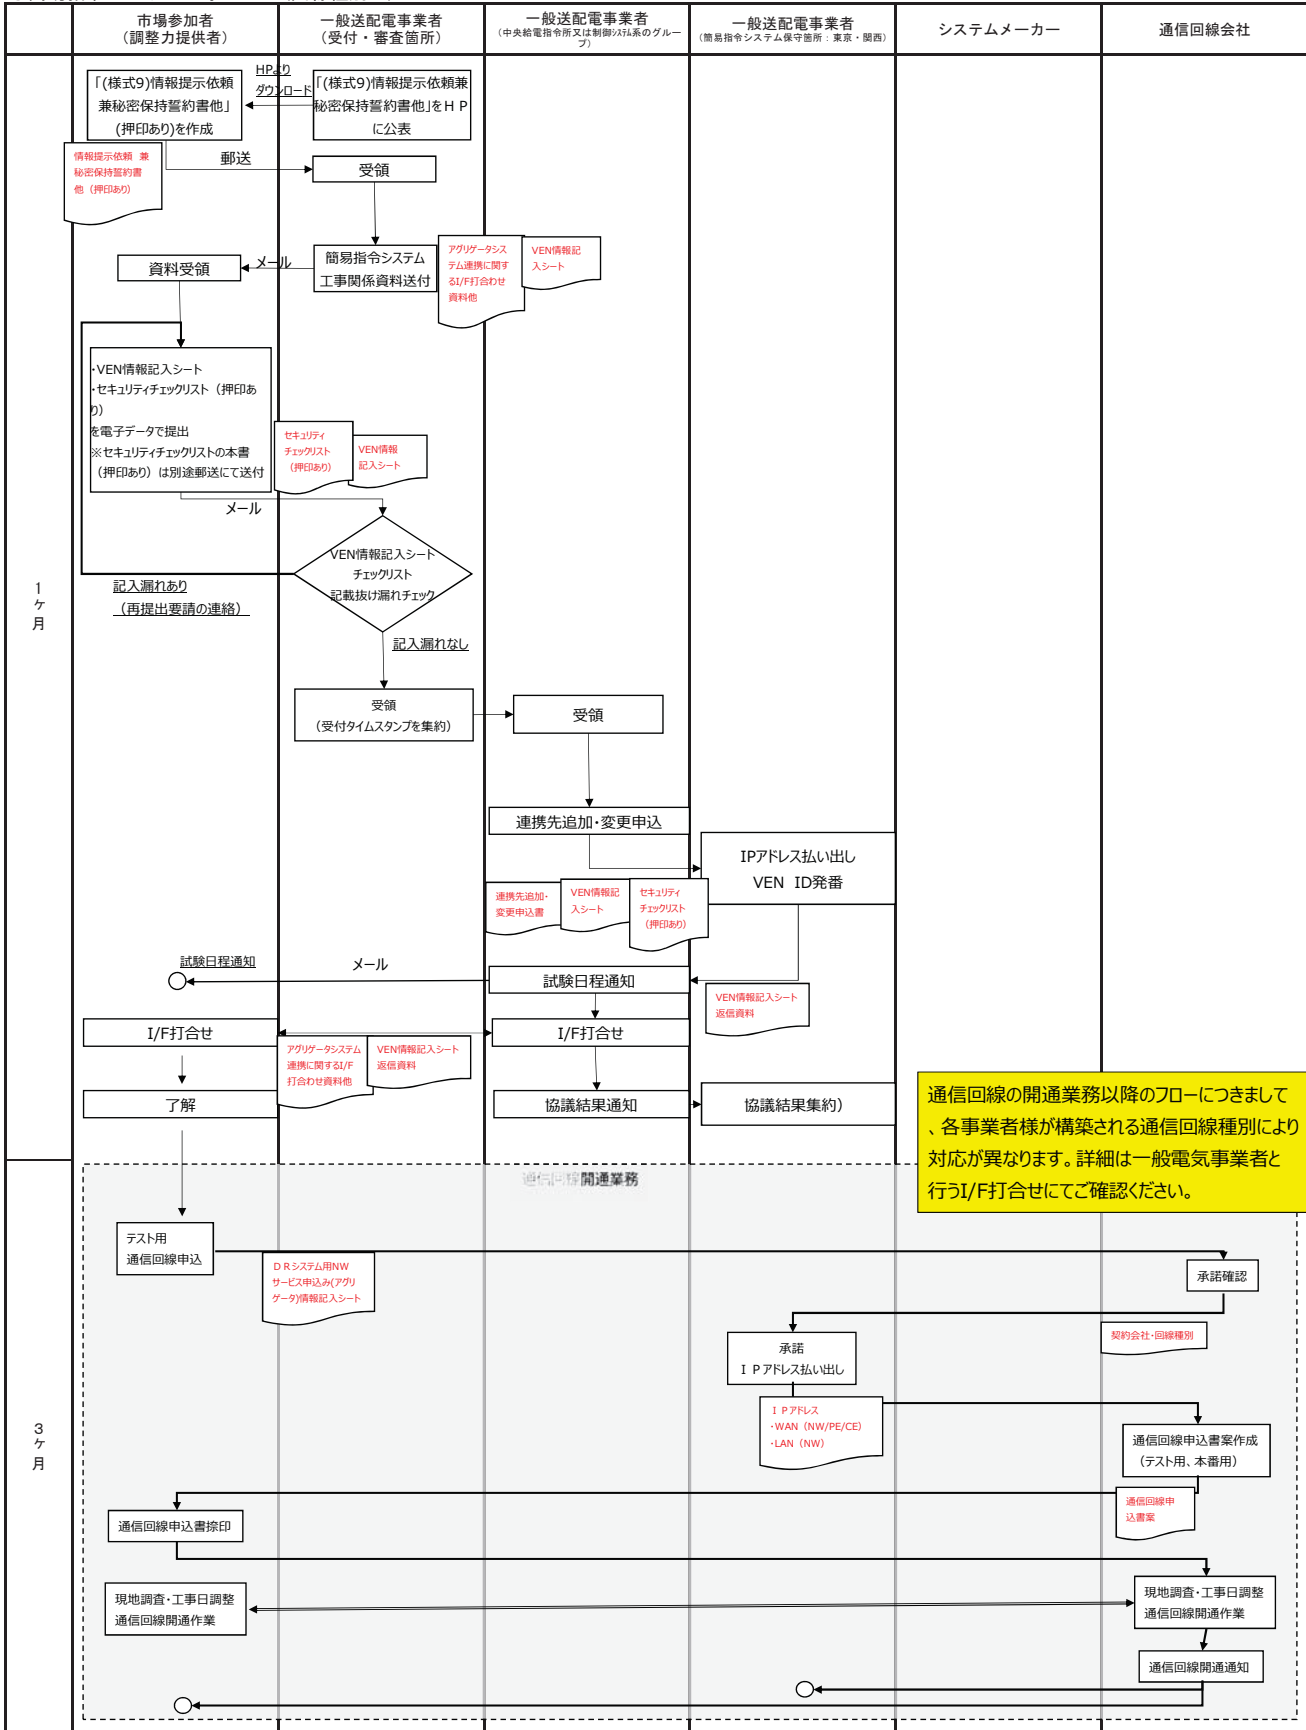 市場参加者
（調整力提供者）
一般送配電事業者
（受付・審査箇所）
一般送配電事業者
（中央給電指令所又は制御システム系のグルー
プ）
一般送配電事業者
（簡易指令システム保守箇所：東京・関西）
システムメーカー
通信回線会社
1
ケ
月
「(様式9)情報提示依頼
兼秘密保持誓約書他」
(押印あり)を作成
HPより
ダウンロード
「(様式9)情報提示依頼兼
秘密保持誓約書他」をＨＰ
に公表
情報提示依頼　兼
秘密保持誓約書
他（押印あり）
郵送
受領
資料受領
メール
簡易指令システム
工事関係資料送付
アグリゲータシス
テム連携に関す
るI/F打合わせ
資料他
VEN情報記
入シート
・VEN情報記入シート
・セキュリティチェックリスト（押印あ
り）
を電子データで提出
※セキュリティチェックリストの本書
（押印あり）は別途郵送にて送付
セキュリティ
チェックリスト
（押印あり）
VEN情報
記入シート
メール
VEN情報記入シート
チェックリスト
記載抜け漏れチェック
記入漏れあり
（再提出要請の連絡）
記入漏れなし
受領
（受付タイムスタンプを集約）
受領
連携先追加・変更申込
IPアドレス払い出し
VEN　ID発番
連携先追加・
変更申込書
VEN情報記
入シート
セキュリティ
チェックリスト
（押印あり）
試験日程通知
メール
試験日程通知
VEN情報記入シート
返信資料
I/F打合せ
I/F打合せ
アグリゲータシステム
連携に関するI/F
打合わせ資料他
VEN情報記入シート
返信資料
了解
協議結果通知
協議結果集約）
通信回線の開通業務以降のフローにつきまして
、各事業者様が構築される通信回線種別により
対応が異なります。詳細は一般電気事業者と
行うI/F打合せにてご確認ください。
3
ケ
月
通信回線開通業務
テスト用
通信回線申込
ＤＲシステム用NW
サービス申込み(アグリ
ゲータ)情報記入シート
承諾確認
契約会社・回線種別
承諾
ＩＰアドレス払い出し
ＩＰアドレス
・WAN（NW/PE/CE）
・LAN（NW）
通信回線申込書案作成
（テスト用、本番用）
通信回線申
込書案
通信回線申込書捺印
現地調査・工事日調整
通信回線開通作業
現地調査・工事日調整
通信回線開通作業
通信回線開通通知